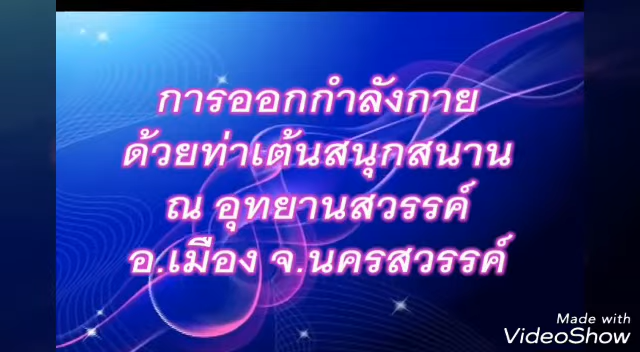 การออกกำลังกาย
ด้วยท่าเต้นสนุกสนาน
ณ อุทยานสวรรค์
อ.เมือง จ.นครสวรรค์
Made with
VideoShow